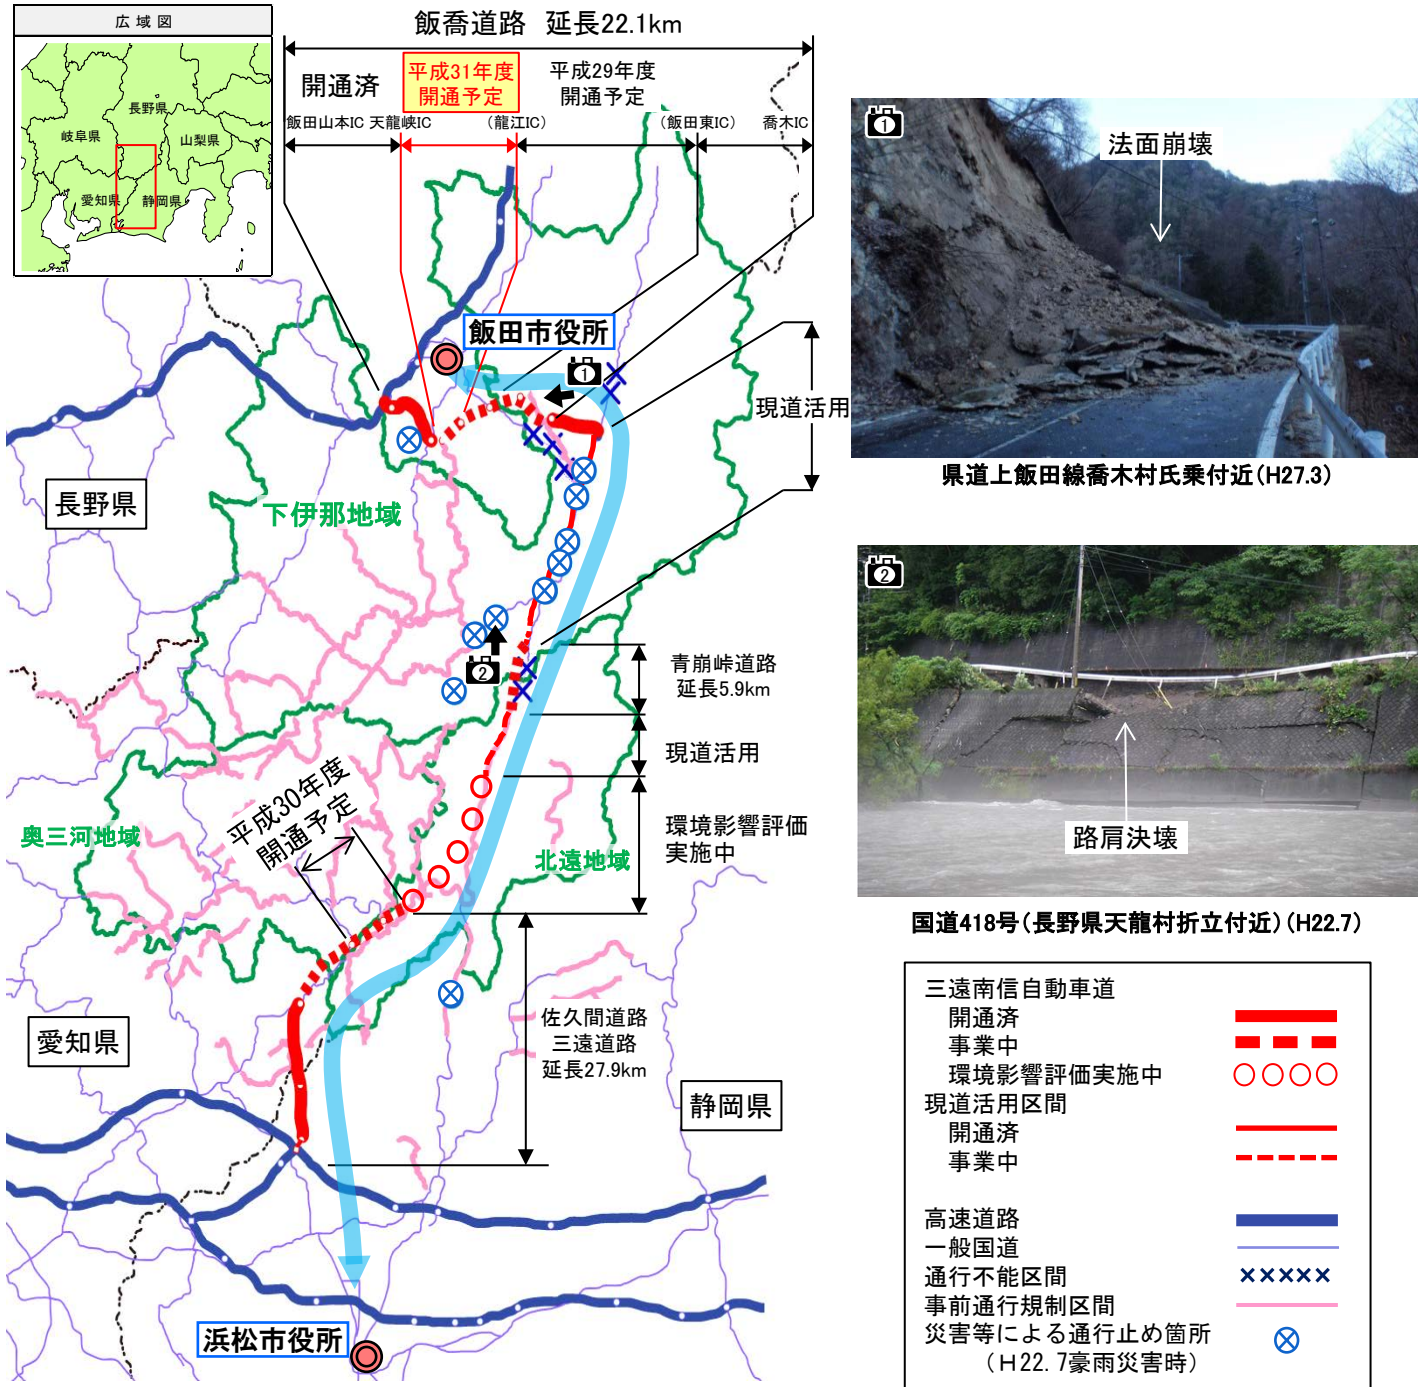 広域図
長野県
岐阜県
山梨県
愛知県
静岡県
飯喬道路 延長22.1km
開通済
平成31年度
開通予定
平成29年度
開通予定
飯田山本IC
天龍峡IC
(龍江IC)
(飯田東IC)
喬木IC
飯田市役所
1
現道活用
長野県
下伊那地域
2
青崩峠道路
延長5.9km
現道活用
平成30年度
開通予定
環境影響評価
実施中
奥三河地域
北遠地域
佐久間道路
三遠道路
延長27.9km
愛知県
静岡県
浜松市役所
1
法面崩壊
県道上飯田線喬木村氏乗付近(H27.3)
2
路肩決壊
国道418号(長野県天龍村折立付近)(H22.7)
三遠南信自動車道
開通済
事業中
環境影響評価実施中
現道活用区間
開通済
事業中
高速道路
一般国道
通行不能区間
事前通行規制区間
災害等による通行止め箇所
(H22.7豪雨災害時)